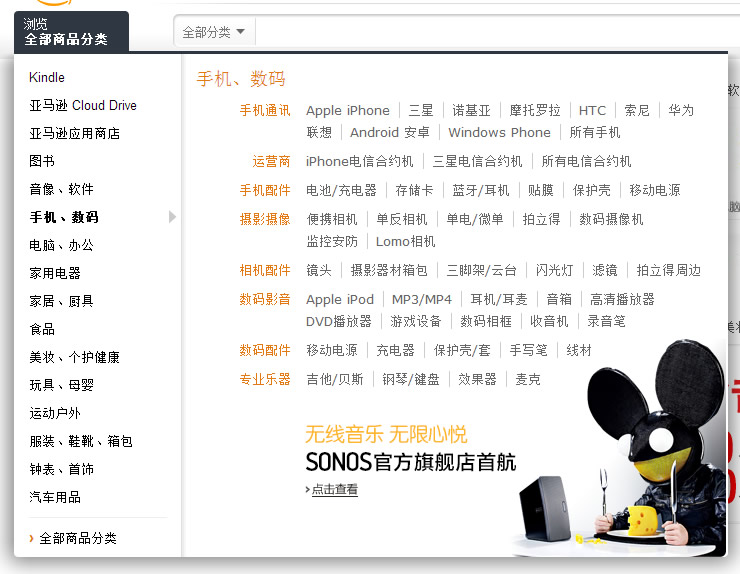 浏览
全部商品分类
全部分类
Kindle
亚马逊 Cloud Drive
亚马逊应用商店
图书
音像、软件
手机、数码
电脑、办公
家用电器
家居、厨具
食品
美妆、个护健康
玩具、母婴
运动户外
服装、鞋靴、箱包
钟表、首饰
汽车用品
全部商品分类
手机、数码
手机通讯 Apple iPhone 三星 诺基亚 摩托罗拉 HTC 索尼 华为
联想 Android 安卓 Windows Phone 所有手机
运营商 iPhone电信合约机 三星电信合约机 所有电信合约机
手机配件 电池/充电器 存储卡 蓝牙/耳机 贴膜 保护壳 移动电源
摄影摄像 便携相机 单反相机 单电/微单 拍立得 数码摄像机
监控安防 Lomo相机
相机配件 镜头 摄影器材箱包 三脚架/云台 闪光灯 滤镜 拍立得周边
数码影音 Apple iPod MP3/MP4 耳机/耳麦 音箱 高清播放器
DVD播放器 游戏设备 数码相框 收音机 录音笔
数码配件 移动电源 充电器 保护壳/套 手写笔 线材
专业乐器 吉他/贝斯 钢琴/键盘 效果器 麦克
无线音乐 无限心悦
SONOS官方旗舰店首航
点击查看